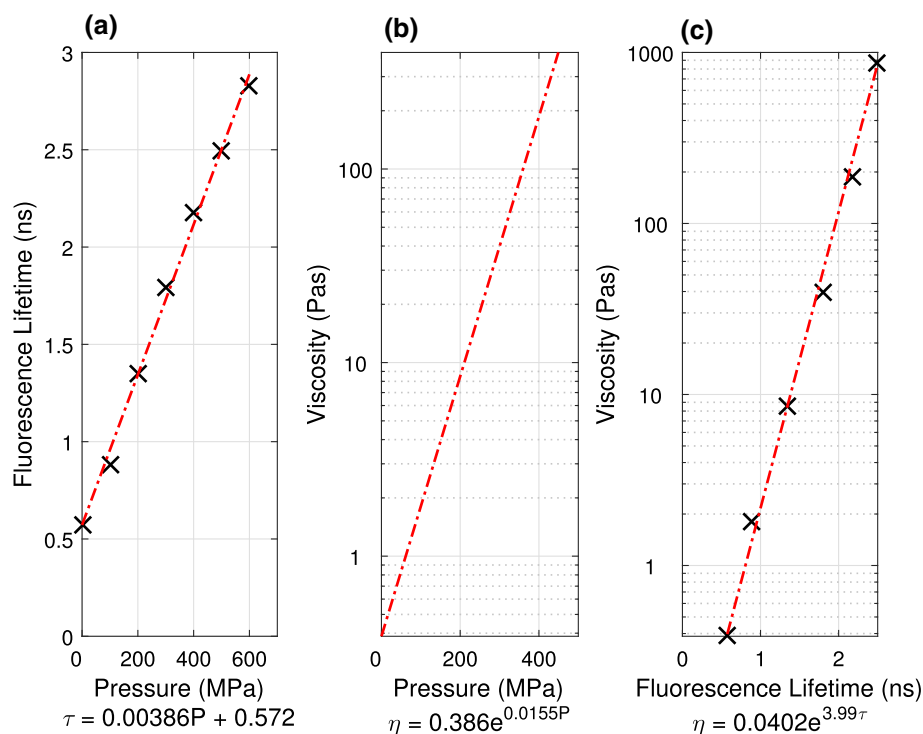 (a)
3
2.5
2
1.5
1
0.5
0
0 200 400 600
Fluorescence Lifetime (ns)
Pressure (MPa)
τ = 0.00386P + 0.572
(b)
100
10
1
0 200 400
Viscosity (Pas)
Pressure (MPa)
η = 0.386e^0.0155P
(c)
1000
100
10
1
0 1 2
Viscosity (Pas)
Fluorescence Lifetime (ns)
η = 0.0402e^3.99τ